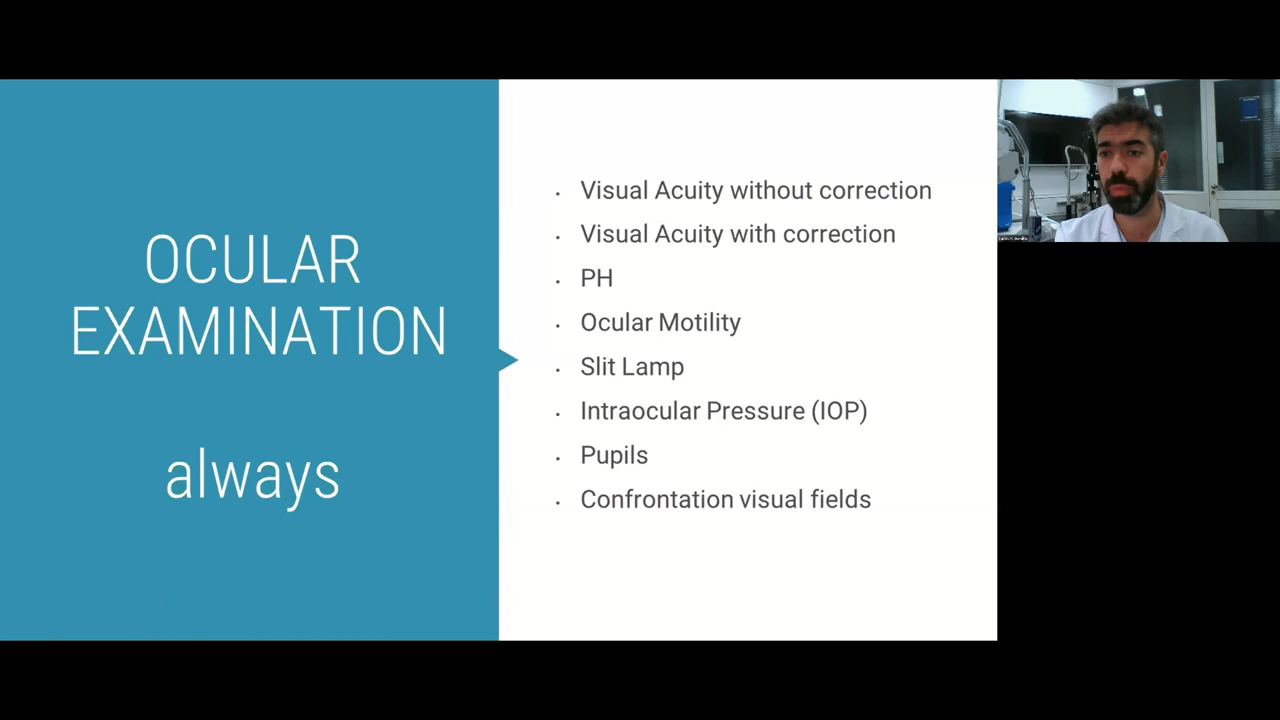 OCULAR
EXAMINATION
always
· Visual Acuity without correction
· Visual Acuity with correction
· PH
· Ocular Motility
· Slit Lamp
· Intraocular Pressure (IOP)
· Pupils
· Confrontation visual fields